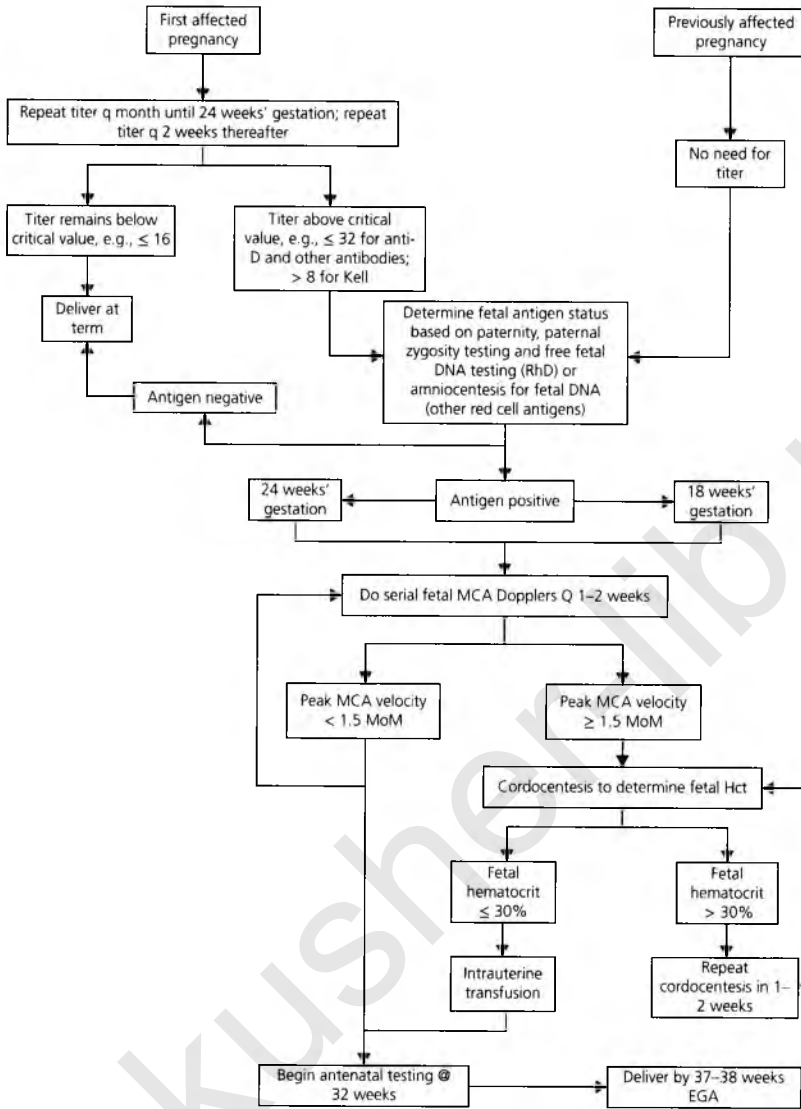 First affected
pregnancy
Previously affected
pregnancy
Repeat titer q month until 24 weeks' gestation; repeat
titer q 2 weeks thereafter
No need for
titer
Titer remains below
critical value, e.g., ≤ 16
Titer above critical
value, e.g., ≤ 32 for anti-
D and other antibodies;
> 8 for Kell
Deliver at
term
Determine fetal antigen status
based on paternity, paternal
zygosity testing and free fetal
DNA testing (RhD) or
amniocentesis for fetal DNA
(other red cell antigens)
Antigen negative
24 weeks'
gestation
Antigen positive
18 weeks'
gestation
Do serial fetal MCA Dopplers Q 1–2 weeks
Peak MCA velocity
< 1.5 MoM
Peak MCA velocity
≥ 1.5 MoM
Cordocentesis to determine fetal Hct
Fetal
hematocrit
≤ 30%
Fetal
hematocrit
> 30%
Intrauterine
transfusion
Repeat
cordocentesis in 1–
2 weeks
Begin antenatal testing @
32 weeks
Deliver by 37–38 weeks
EGA
kusher-lib